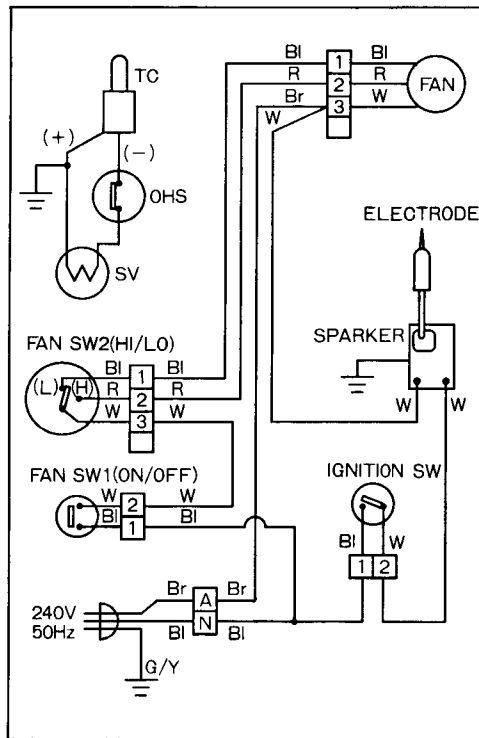 TC
(+)
(−)
OHS
SV
Bl 1 Bl
R 2 R
Br 3 W
W
FAN
ELECTRODE
SPARKER
W W
FAN SW2(HI/LO)
(L) (H)
Bl 1 Bl
R 2 R
W 3 W
FAN SW1(ON/OFF)
W 2 W
Bl 1 Bl
IGNITION SW
Bl W
1 2
240V
50Hz
Br A Br
Bl N Bl
G/Y